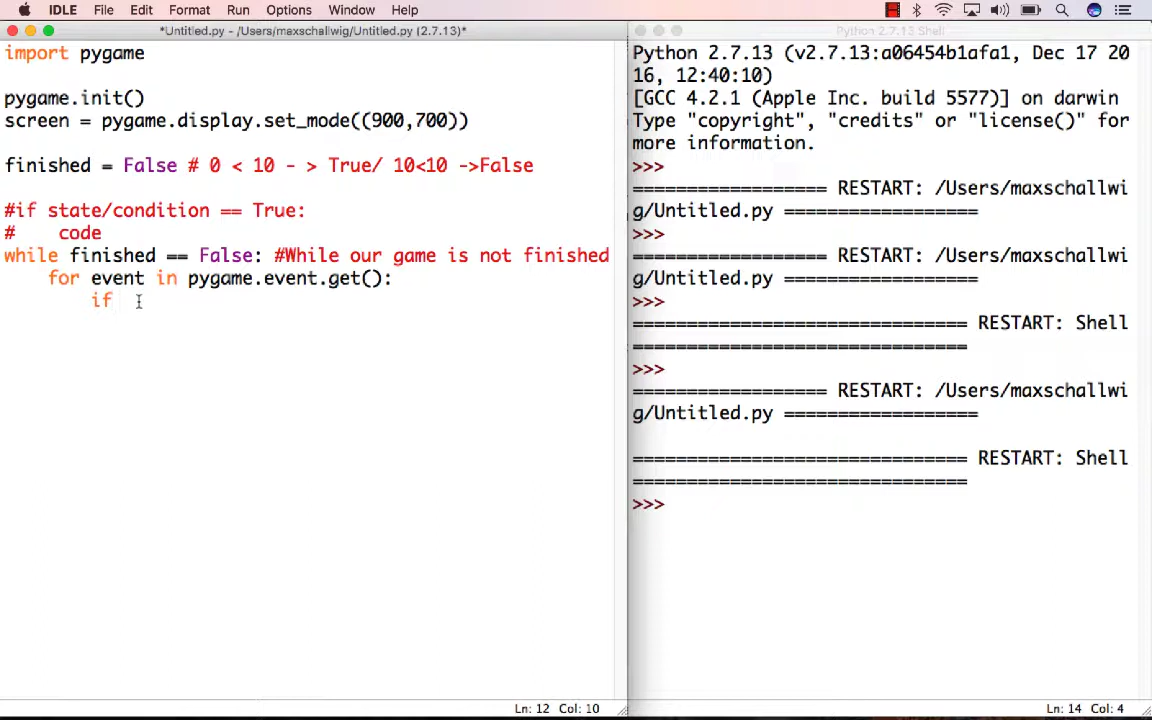 IDLE File Edit Format Run Options Window Help
*Untitled.py - /Users/maxschallwig/Untitled.py (2.7.13)*
import pygame
pygame.init()
screen = pygame.display.set_mode((900,700))
finished = False # 0 < 10 - > True/ 10<10 ->False
#if state/condition == True:
#    code
while finished == False: #While our game is not finished
    for event in pygame.event.get():
        if
Ln: 12 Col: 10
Python 2.7.13 Shell
Python 2.7.13 (v2.7.13:a06454b1afa1, Dec 17 20
16, 12:40:10)
[GCC 4.2.1 (Apple Inc. build 5577)] on darwin
Type "copyright", "credits" or "license()" for
more information.
>>>
================== RESTART: /Users/maxschallwi
g/Untitled.py ==================
>>>
================== RESTART: /Users/maxschallwi
g/Untitled.py ==================
>>>
=============================== RESTART: Shell
===============================
>>>
================== RESTART: /Users/maxschallwi
g/Untitled.py ==================
=============================== RESTART: Shell
===============================
>>>
Ln: 14 Col: 4